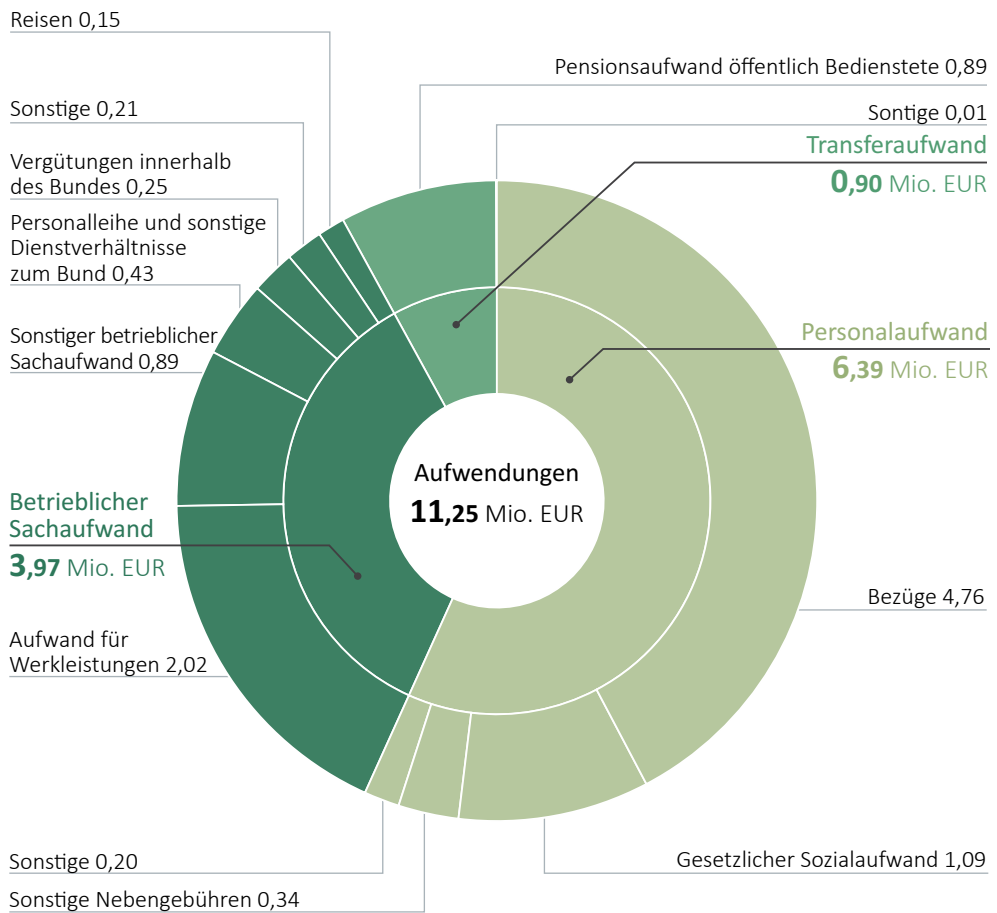 Reisen 0,15
Pensionsaufwand öffentlich Bedienstete 0,89
Sonstige 0,21
Sontige 0,01
Transferaufwand
0,90 Mio. EUR
Vergütungen innerhalb
des Bundes 0,25
Personalleihe und sonstige
Dienstverhältnisse
zum Bund 0,43
Sonstiger betrieblicher
Sachaufwand 0,89
Personalaufwand
6,39 Mio. EUR
Aufwendungen
11,25 Mio. EUR
Betrieblicher
Sachaufwand
3,97 Mio. EUR
Bezüge 4,76
Aufwand für
Werkleistungen 2,02
Sonstige 0,20
Gesetzlicher Sozialaufwand 1,09
Sonstige Nebengebühren 0,34